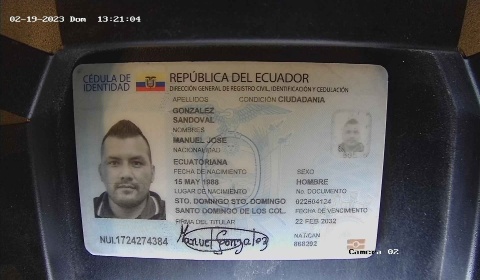 02-19-2023 Dom 13:21:04
CÉDULA DE
IDENTIDAD
REPÚBLICA DEL ECUADOR
DIRECCIÓN GENERAL DE REGISTRO CIVIL, IDENTIFICACIÓN Y CEDULACIÓN
APELLIDOS
CONDICIÓN CIUDADANÍA
GONZALEZ
SANDOVAL
NOMBRES
MANUEL JOSE
NACIONALIDAD
ECUATORIANA
FECHA DE NACIMIENTO
SEXO
15 MAY 1988
HOMBRE
LUGAR DE NACIMIENTO
No. DOCUMENTO
STO. DOMINGO STO. DOMINGO
022604124
SANTO DOMINGO DE LOS COL.
FECHA DE VENCIMIENTO
FIRMA DEL TITULAR
22 FEB 2032
NUI.1724274384
Manuel Gonzalez
NAT/CAN
868292
Camera 02